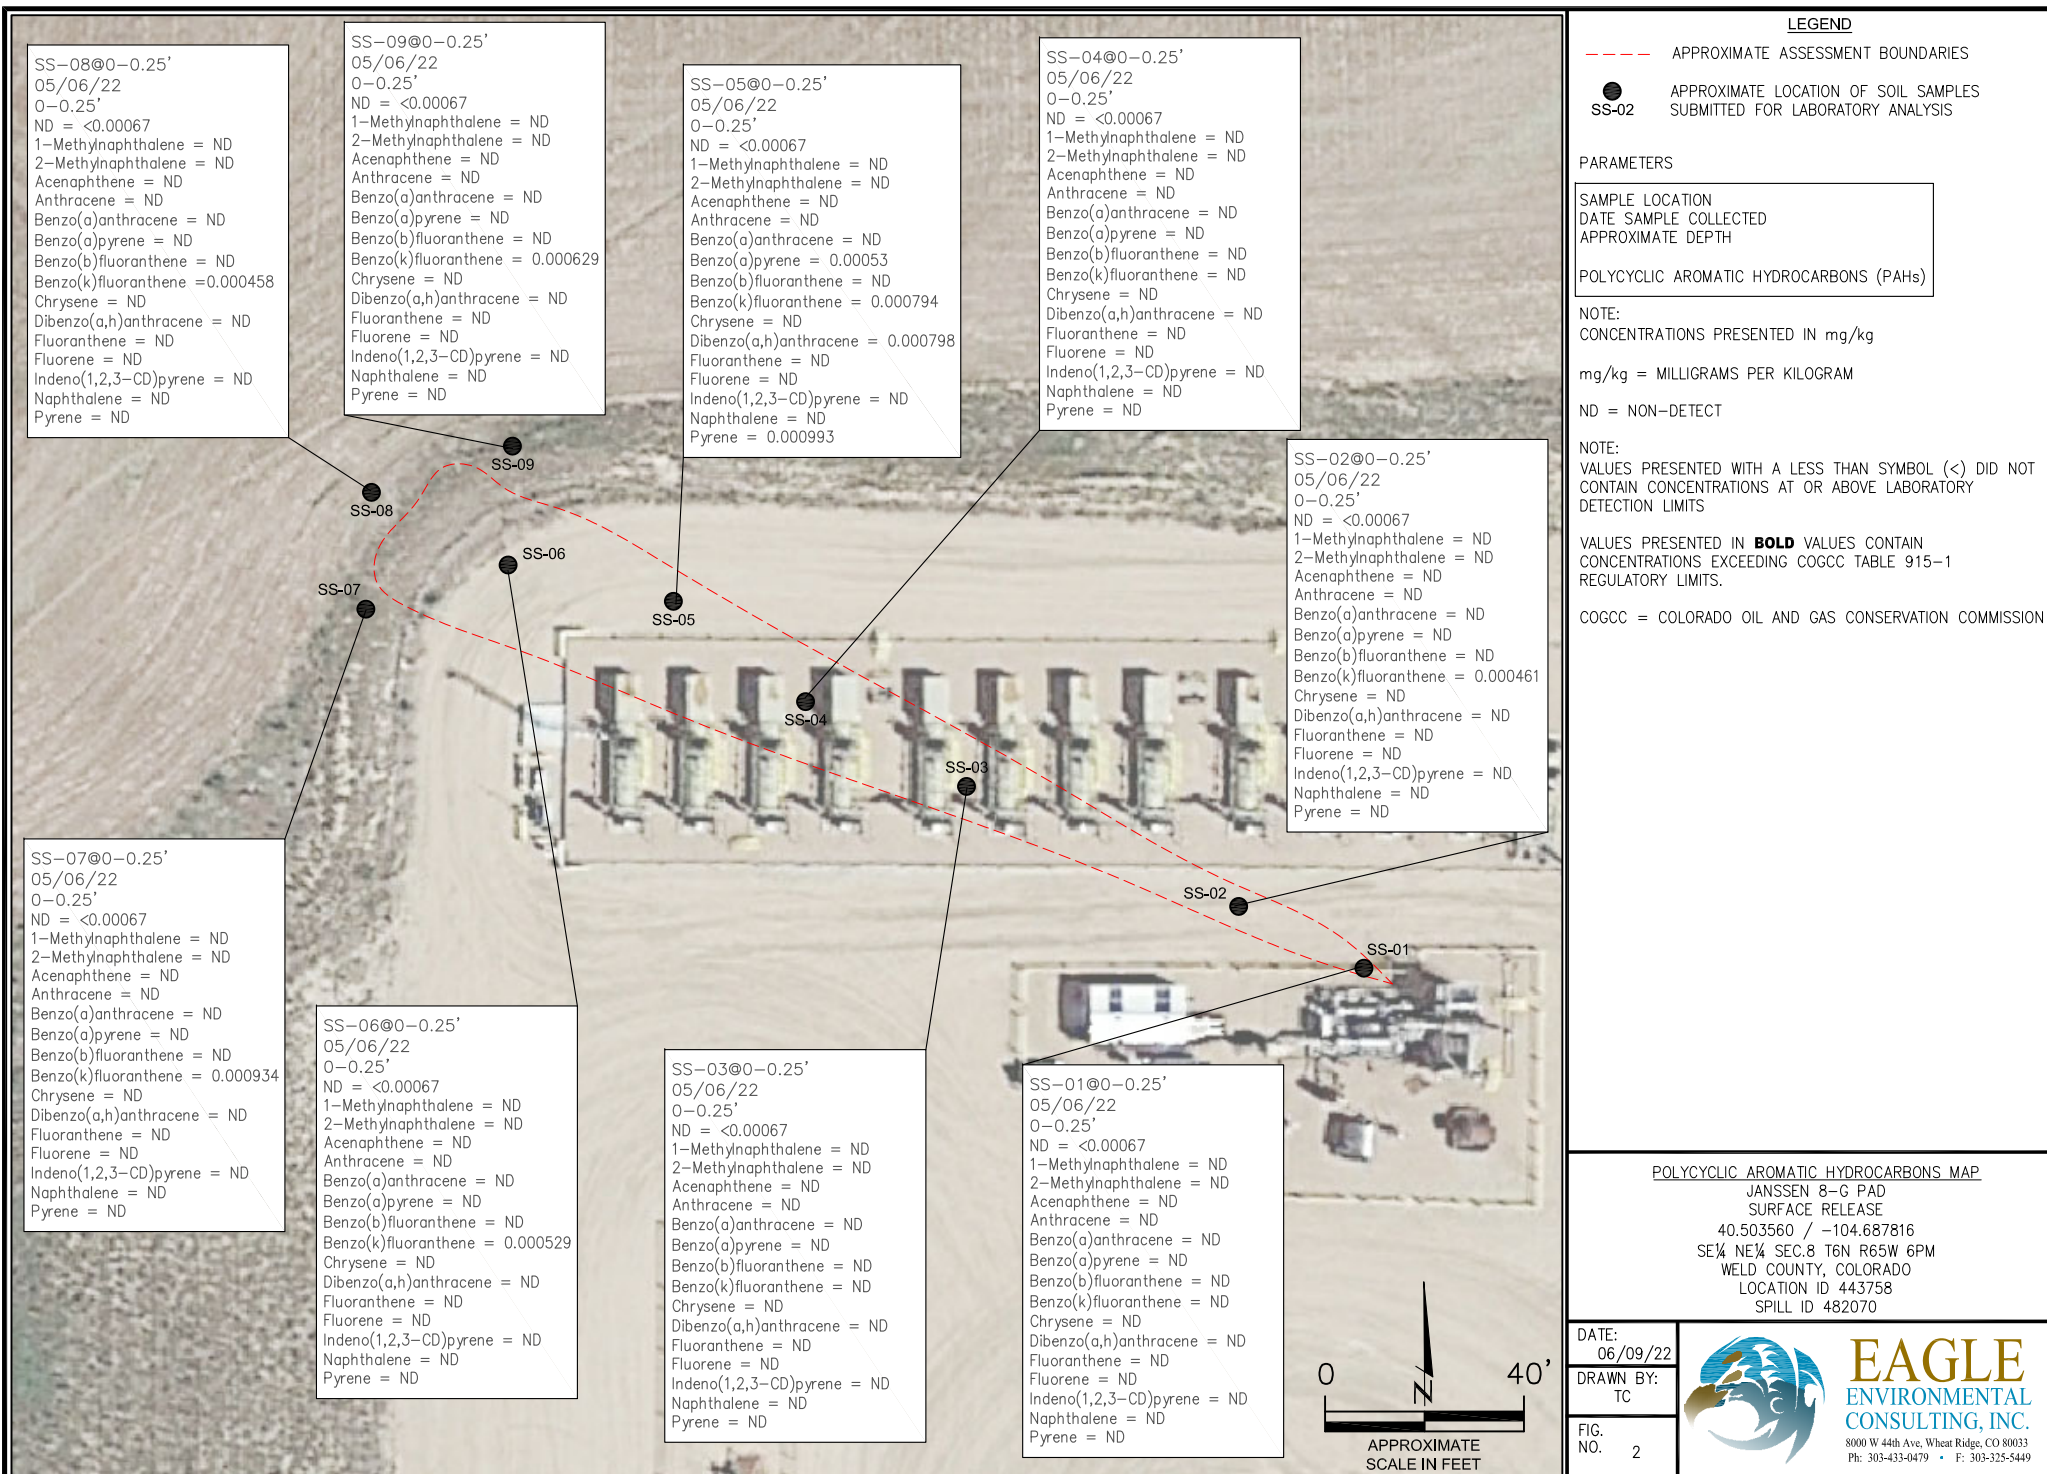 SS-08@0-0.25'
05/06/22
0-0.25'
ND = <0.00067
1-Methylnaphthalene = ND
2-Methylnaphthalene = ND
Acenaphthene = ND
Anthracene = ND
Benzo(a)anthracene = ND
Benzo(a)pyrene = ND
Benzo(b)fluoranthene = ND
Benzo(k)fluoranthene =0.000458
Chrysene = ND
Dibenzo(a,h)anthracene = ND
Fluoranthene = ND
Fluorene = ND
Indeno(1,2,3-CD)pyrene = ND
Naphthalene = ND
Pyrene = ND
SS-09@0-0.25'
05/06/22
0-0.25'
ND = <0.00067
1-Methylnaphthalene = ND
2-Methylnaphthalene = ND
Acenaphthene = ND
Anthracene = ND
Benzo(a)anthracene = ND
Benzo(a)pyrene = ND
Benzo(b)fluoranthene = ND
Benzo(k)fluoranthene = 0.000629
Chrysene = ND
Dibenzo(a,h)anthracene = ND
Fluoranthene = ND
Fluorene = ND
Indeno(1,2,3-CD)pyrene = ND
Naphthalene = ND
Pyrene = ND
SS-05@0-0.25'
05/06/22
0-0.25'
ND = <0.00067
1-Methylnaphthalene = ND
2-Methylnaphthalene = ND
Acenaphthene = ND
Anthracene = ND
Benzo(a)anthracene = ND
Benzo(a)pyrene = 0.00053
Benzo(b)fluoranthene = ND
Benzo(k)fluoranthene = 0.000794
Chrysene = ND
Dibenzo(a,h)anthracene = 0.000798
Fluoranthene = ND
Fluorene = ND
Indeno(1,2,3-CD)pyrene = ND
Naphthalene = ND
Pyrene = 0.000993
SS-04@0-0.25'
05/06/22
0-0.25'
ND = <0.00067
1-Methylnaphthalene = ND
2-Methylnaphthalene = ND
Acenaphthene = ND
Anthracene = ND
Benzo(a)anthracene = ND
Benzo(a)pyrene = ND
Benzo(b)fluoranthene = ND
Benzo(k)fluoranthene = ND
Chrysene = ND
Dibenzo(a,h)anthracene = ND
Fluoranthene = ND
Fluorene = ND
Indeno(1,2,3-CD)pyrene = ND
Naphthalene = ND
Pyrene = ND
SS-02@0-0.25'
05/06/22
0-0.25'
ND = <0.00067
1-Methylnaphthalene = ND
2-Methylnaphthalene = ND
Acenaphthene = ND
Anthracene = ND
Benzo(a)anthracene = ND
Benzo(a)pyrene = ND
Benzo(b)fluoranthene = ND
Benzo(k)fluoranthene = 0.000461
Chrysene = ND
Dibenzo(a,h)anthracene = ND
Fluoranthene = ND
Fluorene = ND
Indeno(1,2,3-CD)pyrene = ND
Naphthalene = ND
Pyrene = ND
SS-09
SS-08
SS-06
SS-07
SS-05
SS-04
SS-03
SS-02
SS-01
SS-07@0-0.25'
05/06/22
0-0.25'
ND = <0.00067
1-Methylnaphthalene = ND
2-Methylnaphthalene = ND
Acenaphthene = ND
Anthracene = ND
Benzo(a)anthracene = ND
Benzo(a)pyrene = ND
Benzo(b)fluoranthene = ND
Benzo(k)fluoranthene = 0.000934
Chrysene = ND
Dibenzo(a,h)anthracene = ND
Fluoranthene = ND
Fluorene = ND
Indeno(1,2,3-CD)pyrene = ND
Naphthalene = ND
Pyrene = ND
SS-06@0-0.25'
05/06/22
0-0.25'
ND = <0.00067
1-Methylnaphthalene = ND
2-Methylnaphthalene = ND
Acenaphthene = ND
Anthracene = ND
Benzo(a)anthracene = ND
Benzo(a)pyrene = ND
Benzo(b)fluoranthene = ND
Benzo(k)fluoranthene = 0.000529
Chrysene = ND
Dibenzo(a,h)anthracene = ND
Fluoranthene = ND
Fluorene = ND
Indeno(1,2,3-CD)pyrene = ND
Naphthalene = ND
Pyrene = ND
SS-03@0-0.25'
05/06/22
0-0.25'
ND = <0.00067
1-Methylnaphthalene = ND
2-Methylnaphthalene = ND
Acenaphthene = ND
Anthracene = ND
Benzo(a)anthracene = ND
Benzo(a)pyrene = ND
Benzo(b)fluoranthene = ND
Benzo(k)fluoranthene = ND
Chrysene = ND
Dibenzo(a,h)anthracene = ND
Fluoranthene = ND
Fluorene = ND
Indeno(1,2,3-CD)pyrene = ND
Naphthalene = ND
Pyrene = ND
SS-01@0-0.25'
05/06/22
0-0.25'
ND = <0.00067
1-Methylnaphthalene = ND
2-Methylnaphthalene = ND
Acenaphthene = ND
Anthracene = ND
Benzo(a)anthracene = ND
Benzo(a)pyrene = ND
Benzo(b)fluoranthene = ND
Benzo(k)fluoranthene = ND
Chrysene = ND
Dibenzo(a,h)anthracene = ND
Fluoranthene = ND
Fluorene = ND
Indeno(1,2,3-CD)pyrene = ND
Naphthalene = ND
Pyrene = ND
0 N 40'
APPROXIMATE
SCALE IN FEET
LEGEND
APPROXIMATE ASSESSMENT BOUNDARIES
SS-02
APPROXIMATE LOCATION OF SOIL SAMPLES
SUBMITTED FOR LABORATORY ANALYSIS
PARAMETERS
SAMPLE LOCATION
DATE SAMPLE COLLECTED
APPROXIMATE DEPTH
POLYCYCLIC AROMATIC HYDROCARBONS (PAHs)
NOTE:
CONCENTRATIONS PRESENTED IN mg/kg
mg/kg = MILLIGRAMS PER KILOGRAM
ND = NON-DETECT
NOTE:
VALUES PRESENTED WITH A LESS THAN SYMBOL (<) DID NOT
CONTAIN CONCENTRATIONS AT OR ABOVE LABORATORY
DETECTION LIMITS
VALUES PRESENTED IN BOLD VALUES CONTAIN
CONCENTRATIONS EXCEEDING COGCC TABLE 915-1
REGULATORY LIMITS.
COGCC = COLORADO OIL AND GAS CONSERVATION COMMISSION
POLYCYCLIC AROMATIC HYDROCARBONS MAP
JANSSEN 8-G PAD
SURFACE RELEASE
40.503560 / -104.687816
SE¼ NE¼ SEC.8 T6N R65W 6PM
WELD COUNTY, COLORADO
LOCATION ID 443758
SPILL ID 482070
DATE:
06/09/22
DRAWN BY:
TC
FIG.
NO. 2
EAGLE
ENVIRONMENTAL
CONSULTING, INC.
8000 W 44th Ave, Wheat Ridge, CO 80033
Ph: 303-433-0479 • F: 303-325-5449